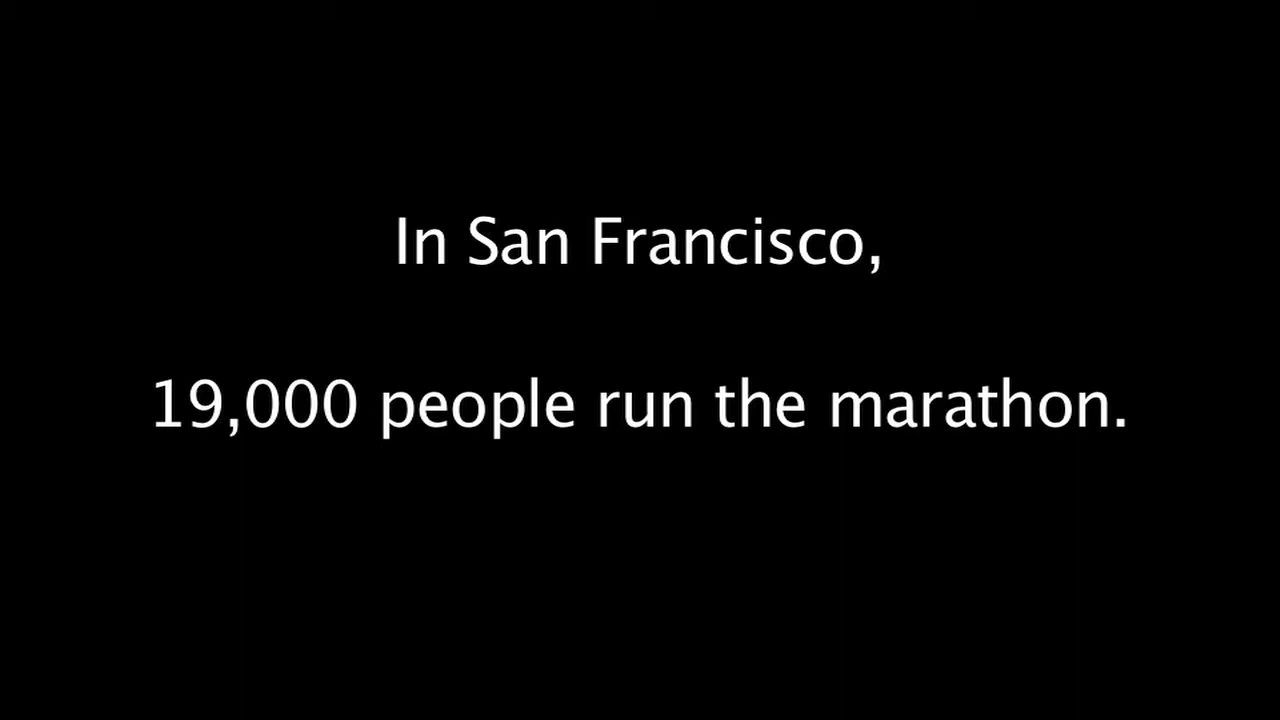 In San Francisco,
19,000 people run the marathon.